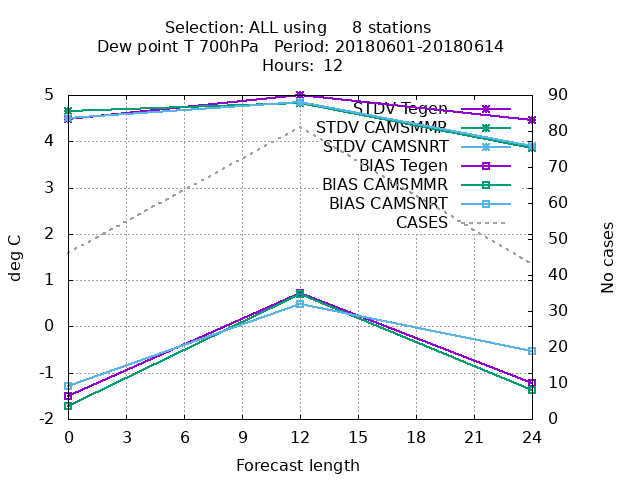 Selection: ALL using     8 stations
Dew point T 700hPa   Period: 20180601-20180614
Hours:  12
5
4
3
2
1
0
-1
-2
90
80
70
60
50
40
30
20
10
0
STDV Tegen
STDV CAMSMMR
STDV CAMSNRT
BIAS Tegen
BIAS CAMSMMR
BIAS CAMSNRT
CASES
deg C
No cases
0 3 6 9 12 15 18 21 24
Forecast length